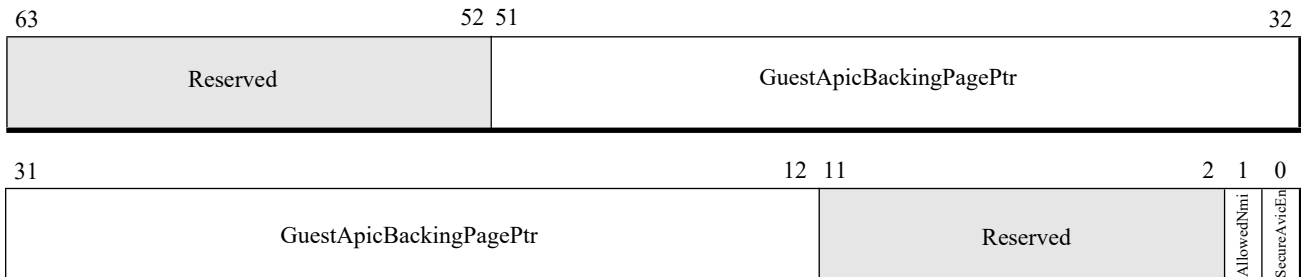 63 52 51 32
Reserved GuestApicBackingPagePtr
31 12 11 2 1 0
GuestApicBackingPagePtr Reserved AllowedNmi SecureAvicEn